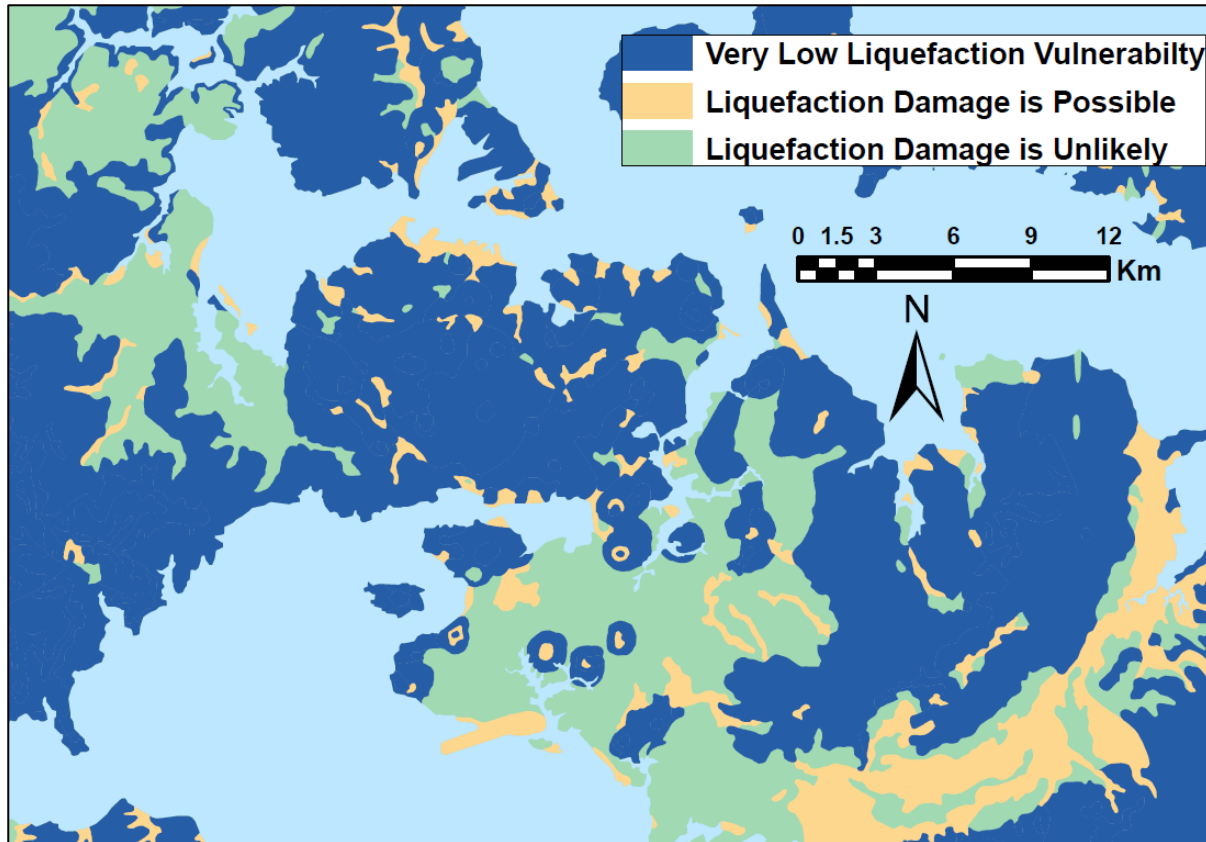 Very Low Liquefaction Vulnerabilty
Liquefaction Damage is Possible
Liquefaction Damage is Unlikely
0 1.5 3 6 9 12
Km
N